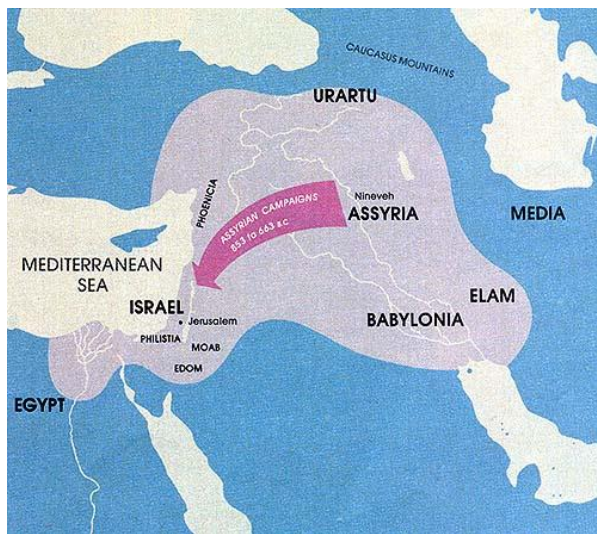 CAUCASUS MOUNTAINS
URARTU
PHOENICIA
ASSYRIAN CAMPAIGNS
853 to 663 B.C.
Nineveh
ASSYRIA
MEDIA
MEDITERRANEAN
SEA
ISRAEL
Jerusalem
PHILISTIA
MOAB
EDOM
BABYLONIA
ELAM
EGYPT